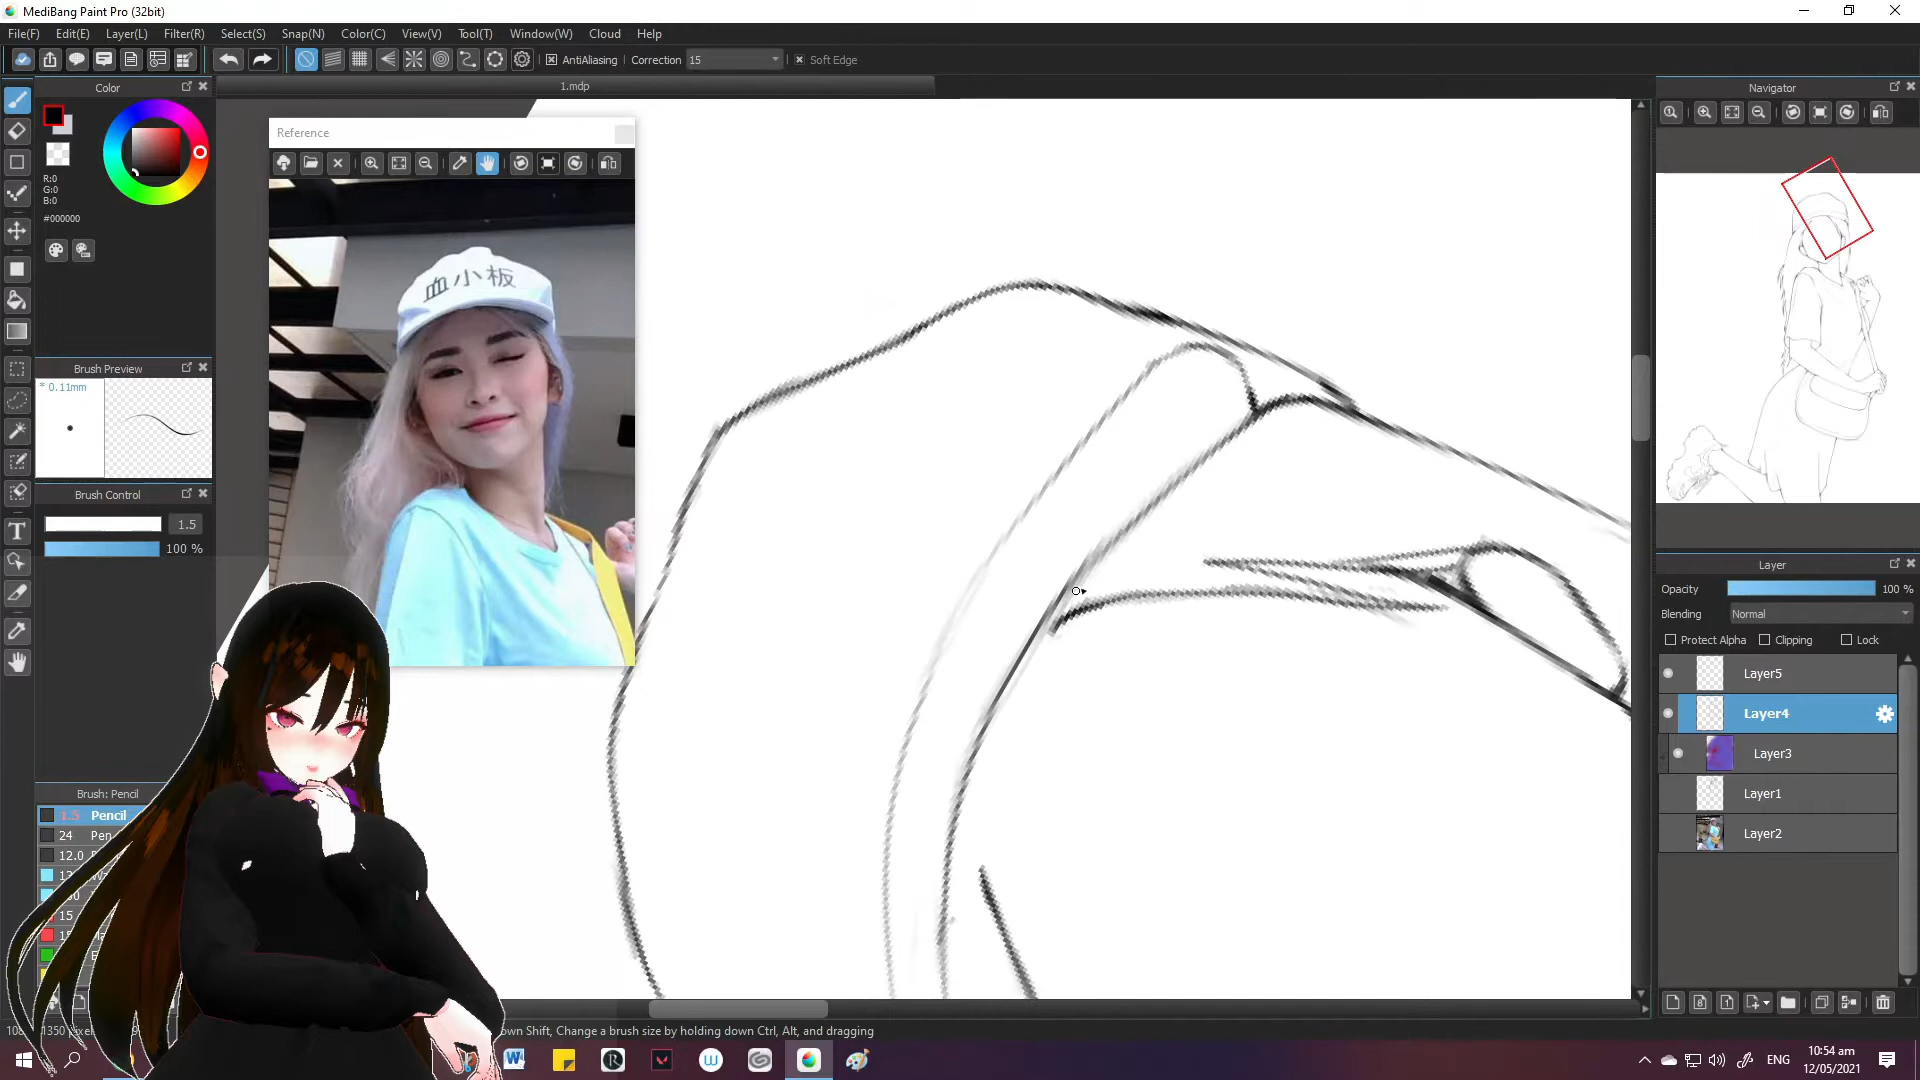 MediBang Paint Pro (32bit)
File(F) Edit(E) Layer(L) Filter(R) Select(S) Snap(N) Color(C) View(V) Tool(T) Window(W) Cloud Help
AntiAliasing Correction 15 Soft Edge
Color
1.mdp
Navigator
Reference
R:0
G:0
B:0
#000000
血小板
Brush Preview
* 0.11mm
Brush Control
1.5
100 %
Layer
Opacity 100 %
Blending Normal
Protect Alpha Clipping Lock
Layer5
Layer4
Layer3
Layer1
Layer2
Brush: Pencil
1.5 Pencil
24 Pen
12.0
15
own Shift, Change a brush size by holding down Ctrl, Alt, and dragging
ENG
10:54 am
12/05/2021